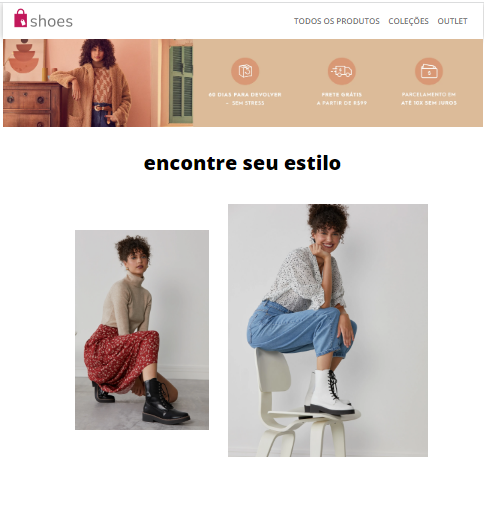 shoes
TODOS OS PRODUTOS COLEÇÕES OUTLET
60 DIAS PARA DEVOLVER
– SEM STRESS
FRETE GRÁTIS
A PARTIR DE R$99
PARCELAMENTO EM
ATÉ 10X SEM JUROS
encontre seu estilo